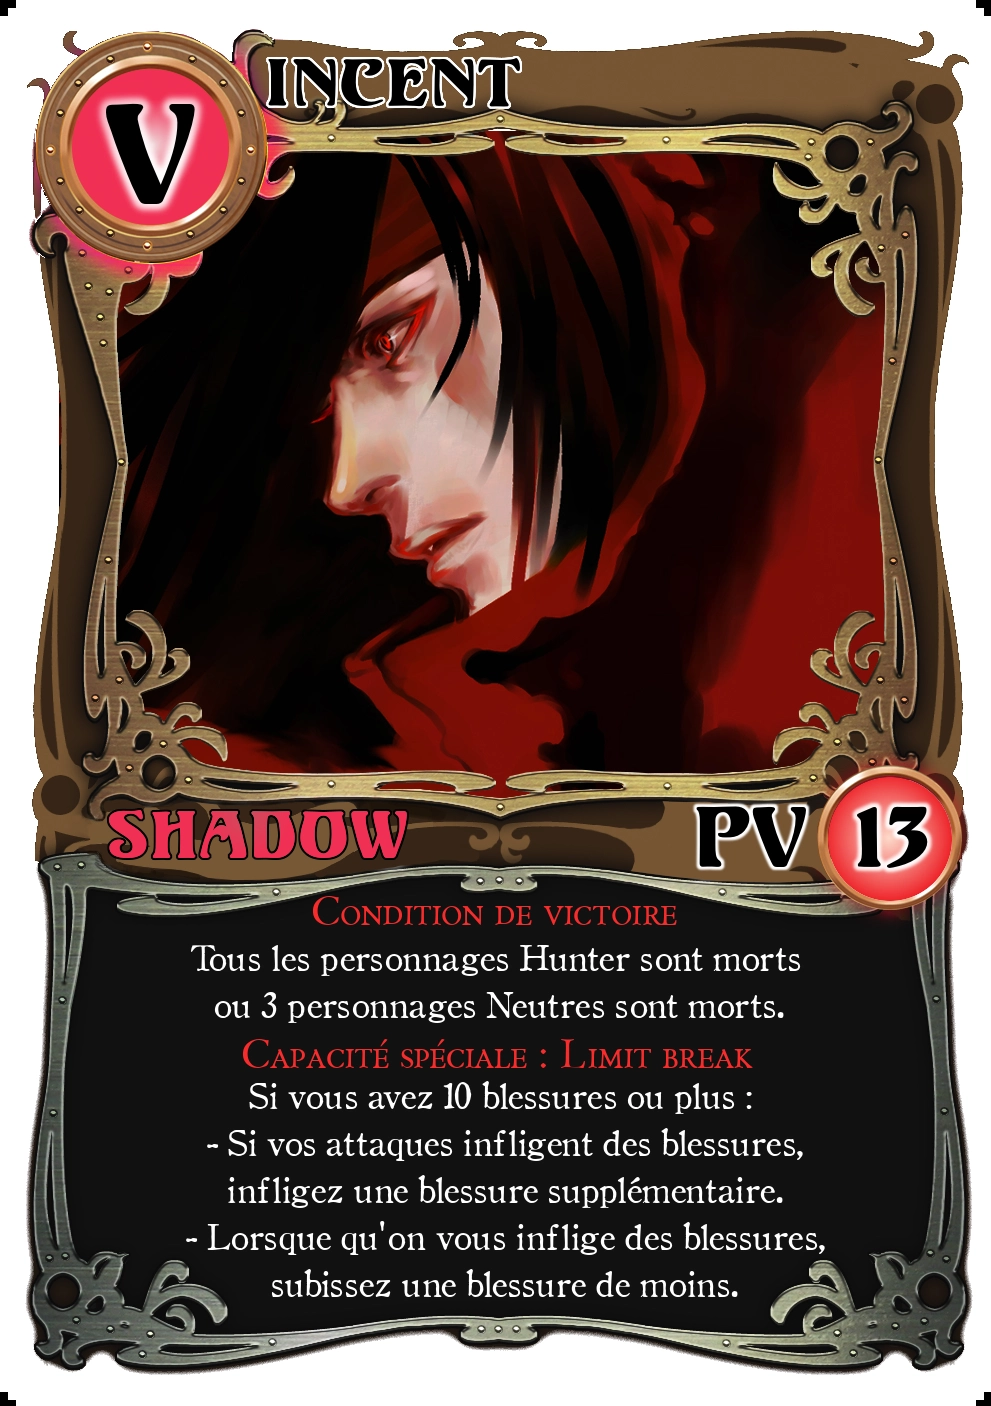 VINCENT
SHADOW
PV 13
Condition de victoire
Tous les personnages Hunter sont morts
ou 3 personnages Neutres sont morts.
Capacité spéciale : Limit break
Si vous avez 10 blessures ou plus :
- Si vos attaques infligent des blessures,
infligez une blessure supplémentaire.
- Lorsque qu'on vous inflige des blessures,
subissez une blessure de moins.